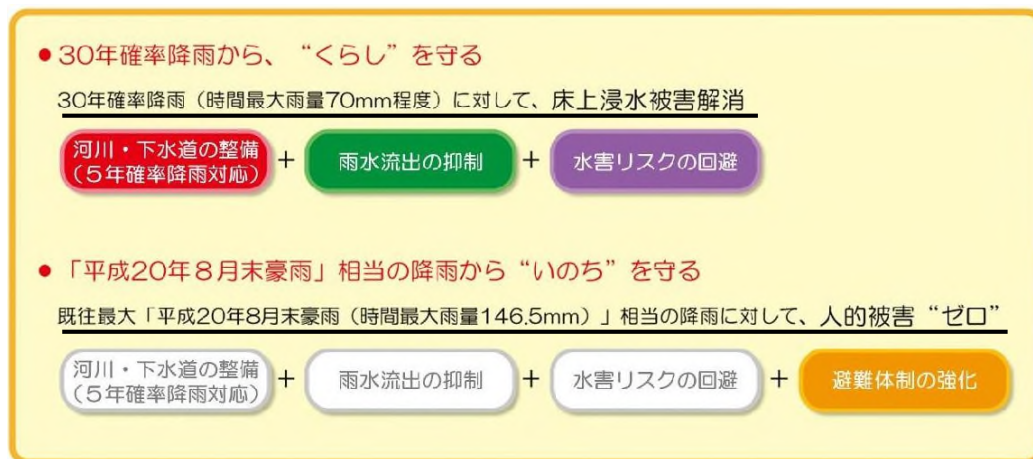 ●30年確率降雨から、“くらし”を守る
30年確率降雨（時間最大雨量70mm程度）に対して、床上浸水被害解消
河川・下水道の整備
（５年確率降雨対応）
+
雨水流出の抑制
+
水害リスクの回避
●「平成20年８月末豪雨」相当の降雨から“いのち”を守る
既往最大「平成20年8月末豪雨（時間最大雨量146.5mm）」相当の降雨に対して、人的被害“ゼロ”
河川・下水道の整備
（５年確率降雨対応）
+
雨水流出の抑制
+
水害リスクの回避
+
避難体制の強化